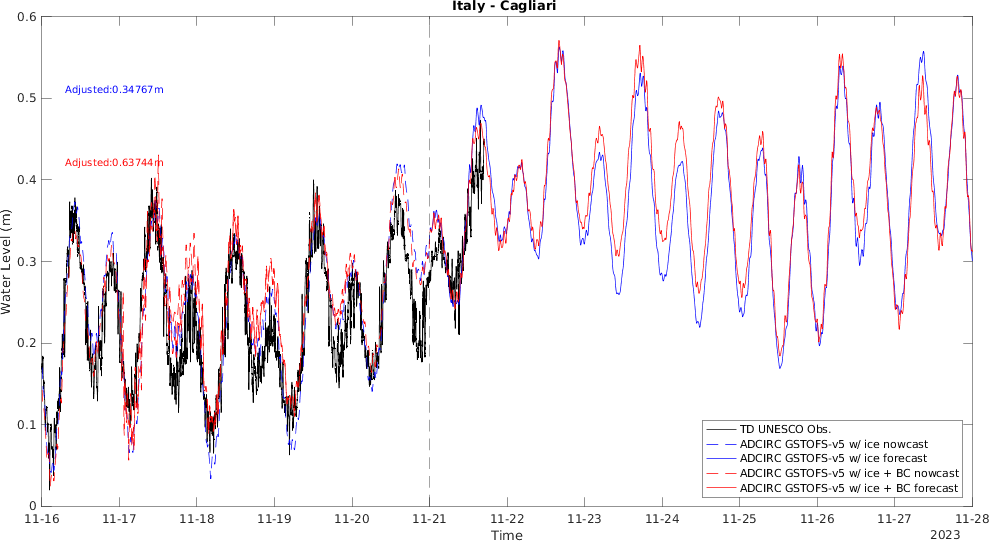 Italy - Cagliari
0.6
0.5
0.4
0.3
0.2
0.1
0
Water Level (m)
Adjusted:0.34767m
Adjusted:0.63744m
TD UNESCO Obs.
ADCIRC GSTOFS-v5 w/ ice nowcast
ADCIRC GSTOFS-v5 w/ ice forecast
ADCIRC GSTOFS-v5 w/ ice + BC nowcast
ADCIRC GSTOFS-v5 w/ ice + BC forecast
11-16 11-17 11-18 11-19 11-20 11-21 11-22 11-23 11-24 11-25 11-26 11-27 11-28
Time
2023